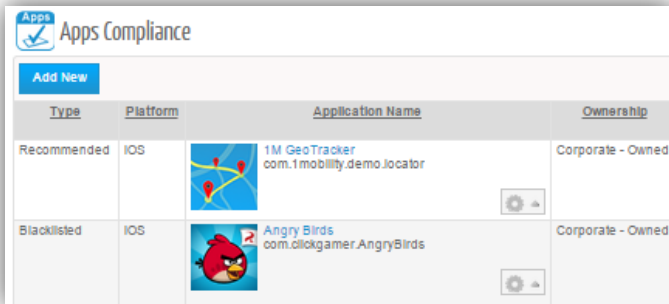 Apps
Apps Compliance
Add New
Type Platform Application Name Ownership
Recommended IOS 1M GeoTracker Corporate - Owned
com.1mobility.demo.locator
Blacklisted IOS Angry Birds Corporate - Owned
com.clickgamer.AngryBirds